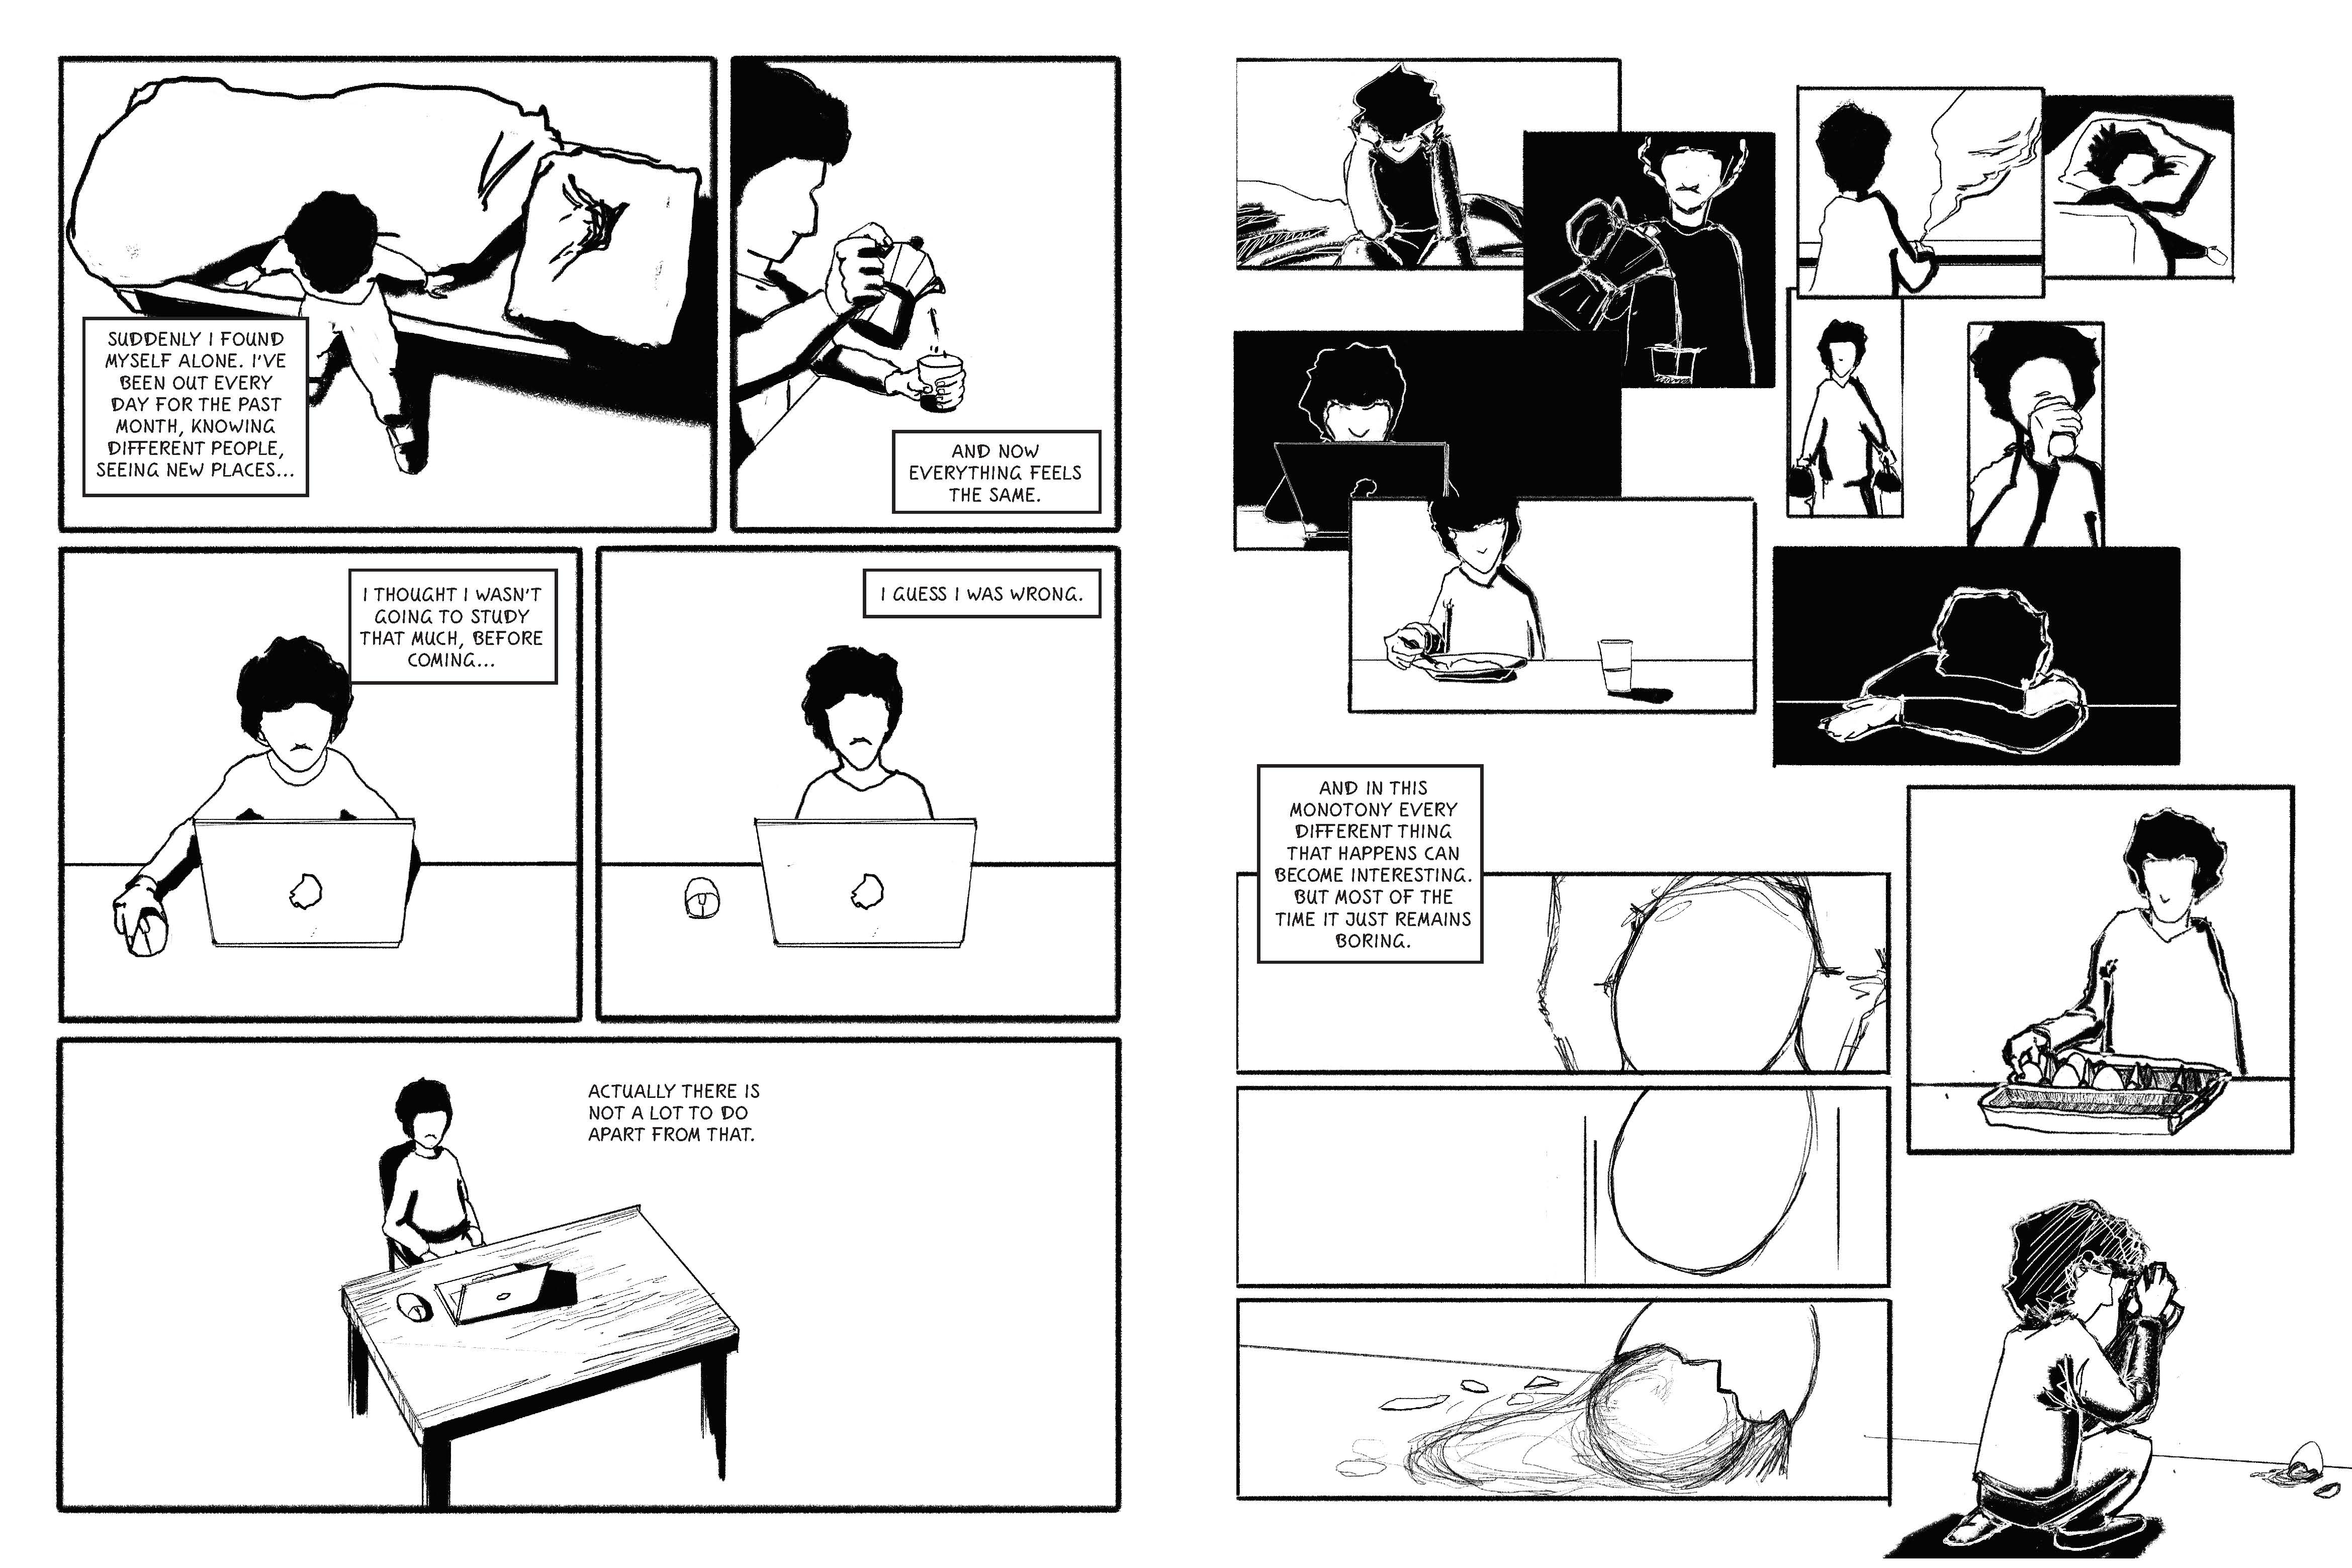 SUDDENLY I FOUND
MYSELF ALONE. I'VE
BEEN OUT EVERY
DAY FOR THE PAST
MONTH, KNOWING
DIFFERENT PEOPLE,
SEEING NEW PLACES...
AND NOW
EVERYTHING FEELS
THE SAME.
I THOUGHT I WASN'T
GOING TO STUDY
THAT MUCH, BEFORE
COMING...
I GUESS I WAS WRONG.
ACTUALLY THERE IS
NOT A LOT TO DO
APART FROM THAT.
AND IN THIS
MONOTONY EVERY
DIFFERENT THING
THAT HAPPENS CAN
BECOME INTERESTING.
BUT MOST OF THE
TIME IT JUST REMAINS
BORING.